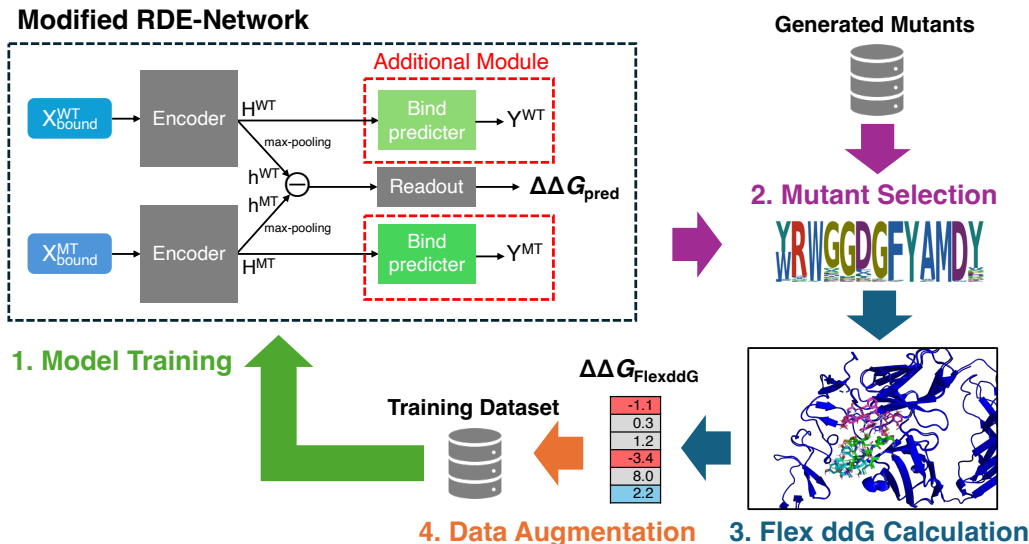 Modified RDE-Network
Generated Mutants
Additional Module
X^WT_bound
Encoder
H^WT
Bind
predicter
Y^WT
max-pooling
h^WT
−
Readout
ΔΔG_pred
h^MT
max-pooling
X^MT_bound
Encoder
H^MT
Bind
predicter
Y^MT
2. Mutant Selection
YRWGGDGFYAMDY
W
1. Model Training
ΔΔG_FlexddG
Training Dataset
-1.1
0.3
1.2
-3.4
8.0
2.2
4. Data Augmentation
3. Flex ddG Calculation